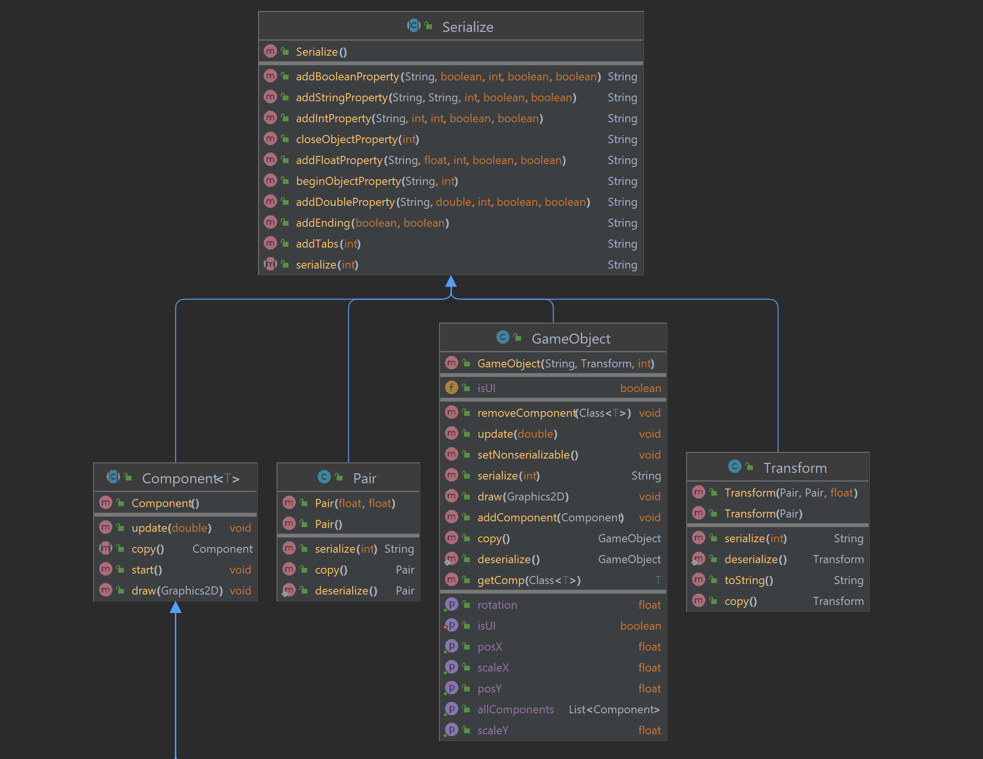 Serialize
Serialize()
addBooleanProperty(String, boolean, int, boolean, boolean) String
addStringProperty(String, String, int, boolean, boolean) String
addIntProperty(String, int, int, boolean, boolean) String
closeObjectProperty(int) String
addFloatProperty(String, float, int, boolean, boolean) String
beginObjectProperty(String, int) String
addDoubleProperty(String, double, int, boolean, boolean) String
addEnding(boolean, boolean) String
addTabs(int) String
serialize(int) String
Component<T>
Component()
update(double) void
copy() Component
start() void
draw(Graphics2D) void
Pair
Pair(float, float)
Pair()
serialize(int) String
copy() Pair
deserialize() Pair
GameObject
GameObject(String, Transform, int)
isUI boolean
removeComponent(Class<T>) void
update(double) void
setNonserializable() void
serialize(int) String
draw(Graphics2D) void
addComponent(Component) void
copy() GameObject
deserialize() GameObject
getComp(Class<T>) T
rotation float
isUI boolean
posX float
scaleX float
posY float
allComponents List<Component>
scaleY float
Transform
Transform(Pair, Pair, float)
Transform(Pair)
serialize(int) String
deserialize() Transform
toString() String
copy() Transform